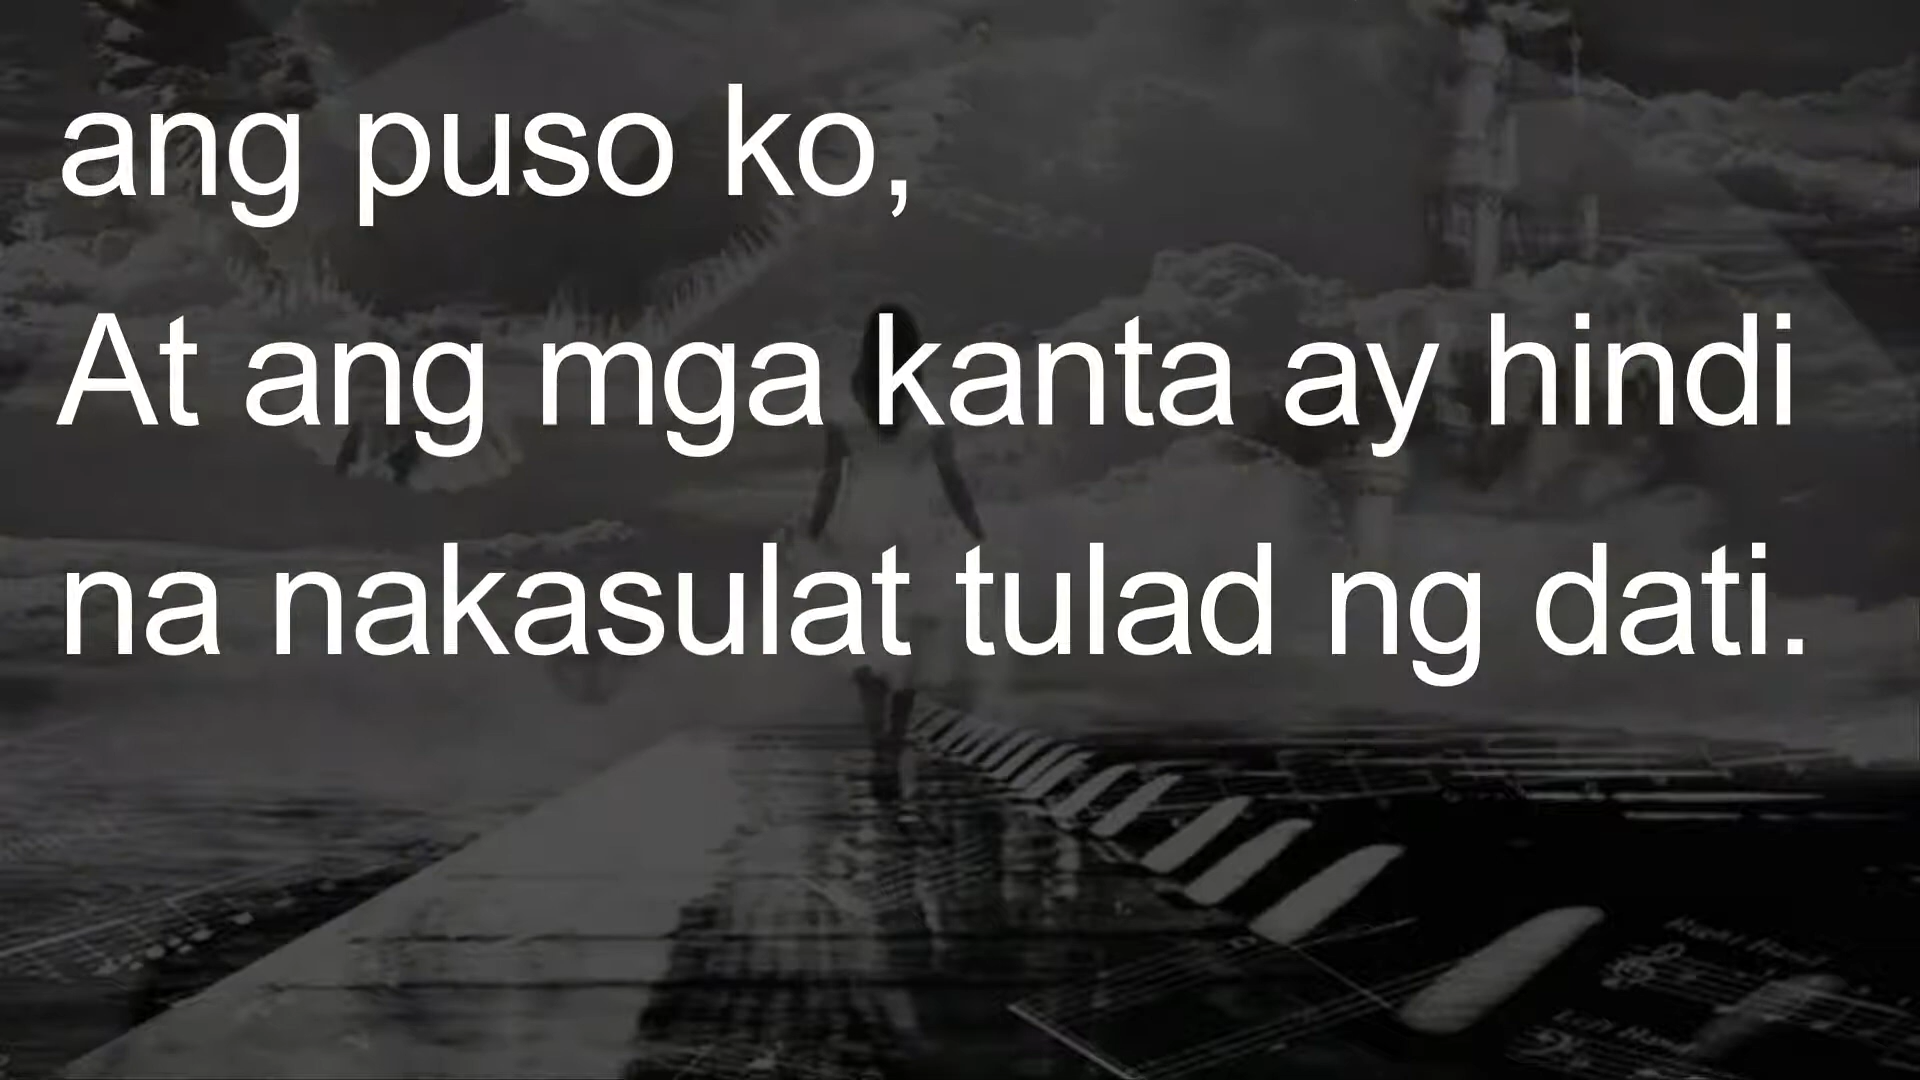 ang puso ko,
At ang mga kanta ay hindi
na nakasulat tulad ng dati.